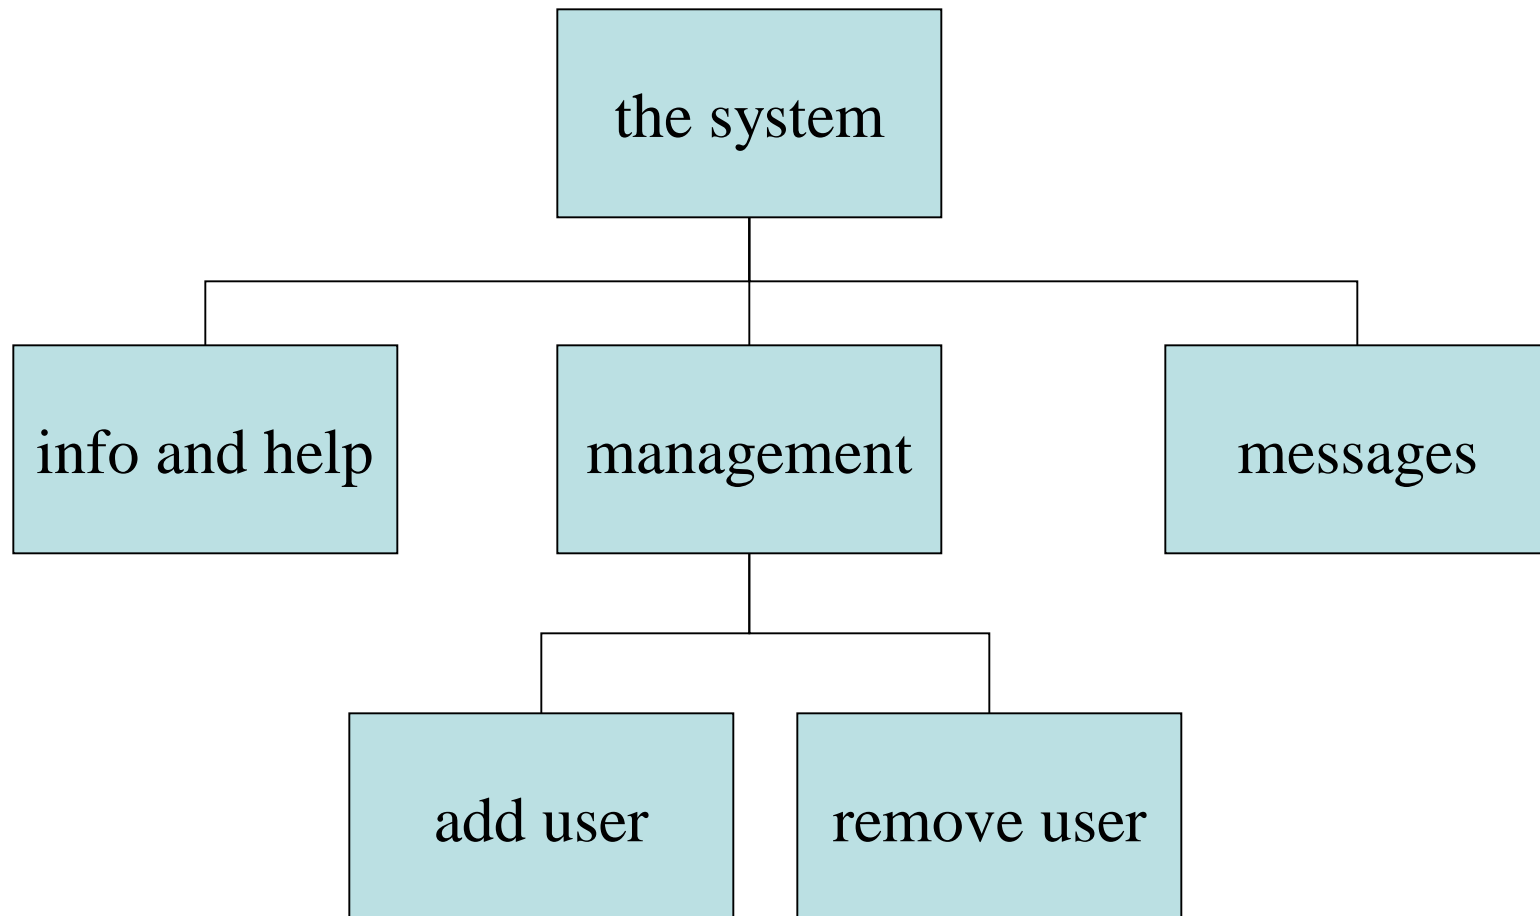 the system
info and help
management
messages
add user
remove user